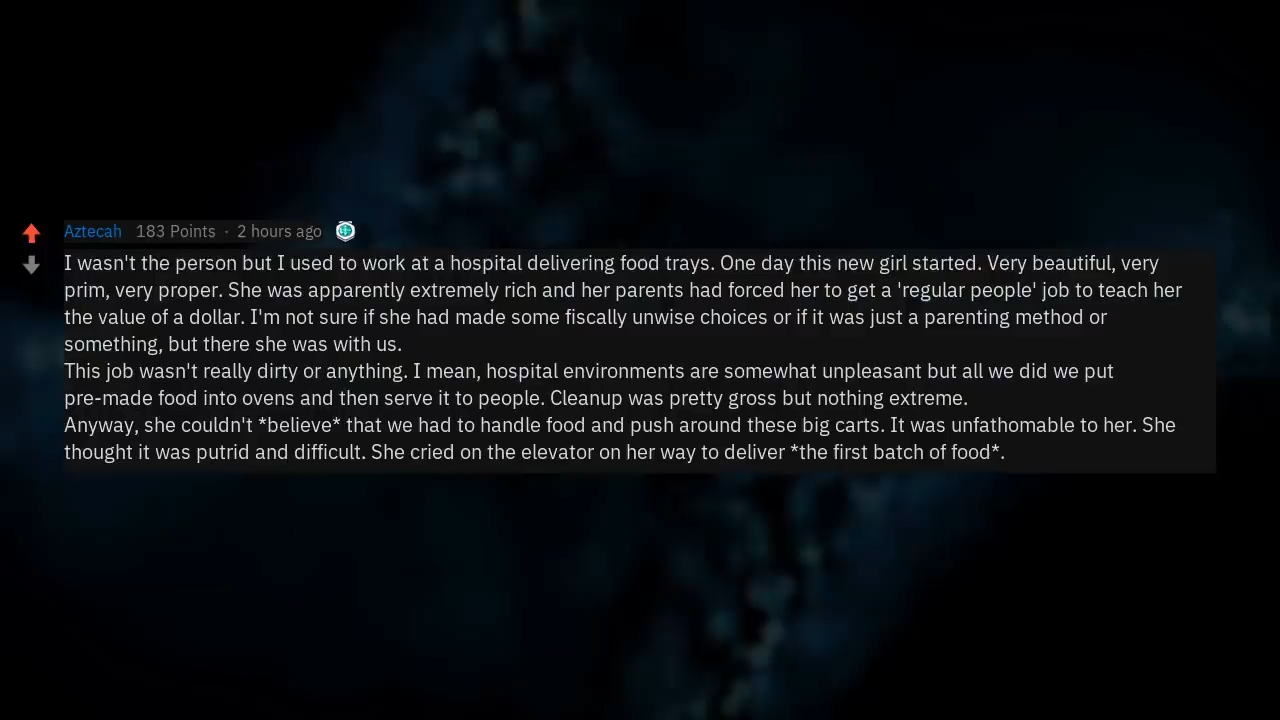 Aztecah 183 Points · 2 hours ago
I wasn't the person but I used to work at a hospital delivering food trays. One day this new girl started. Very beautiful, very
prim, very proper. She was apparently extremely rich and her parents had forced her to get a 'regular people' job to teach her
the value of a dollar. I'm not sure if she had made some fiscally unwise choices or if it was just a parenting method or
something, but there she was with us.
This job wasn't really dirty or anything. I mean, hospital environments are somewhat unpleasant but all we did we put
pre-made food into ovens and then serve it to people. Cleanup was pretty gross but nothing extreme.
Anyway, she couldn't *believe* that we had to handle food and push around these big carts. It was unfathomable to her. She
thought it was putrid and difficult. She cried on the elevator on her way to deliver *the first batch of food*.